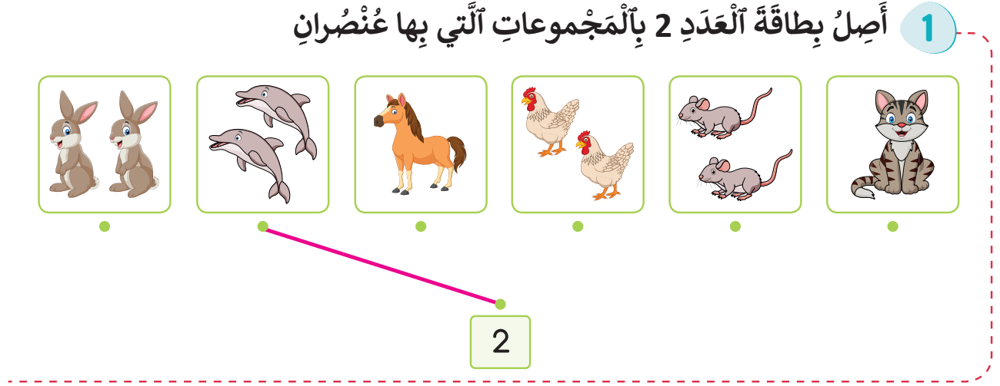 1 أَصِلُ بِطاقَةَ ٱلْعَدَدِ 2 بِٱلْمَجْموعاتِ ٱلَّتي بِها عُنْصُرانِ
2